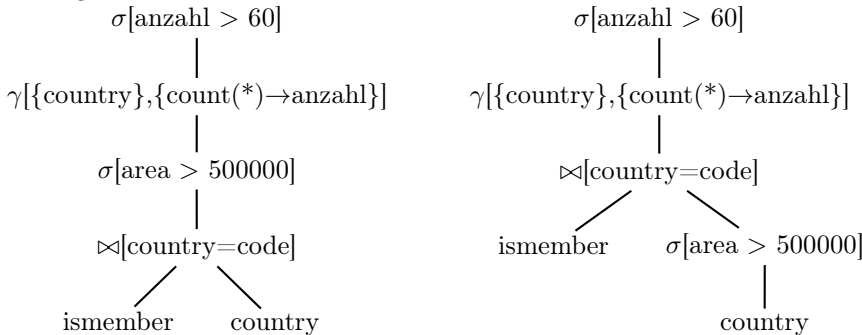 σ[anzahl > 60]
γ[{country},{count(*)→anzahl}]
σ[area > 500000]
⋈[country=code]
ismember country
σ[anzahl > 60]
γ[{country},{count(*)→anzahl}]
⋈[country=code]
ismember σ[area > 500000]
country